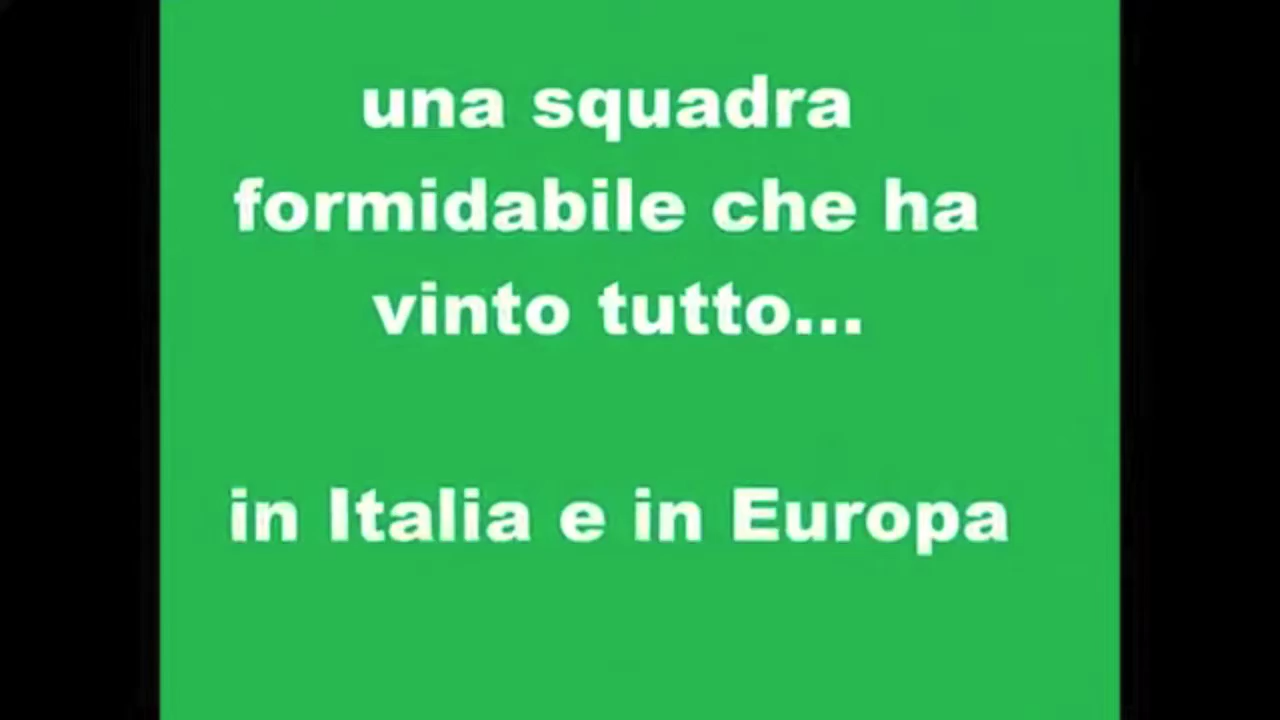 una squadra
formidabile che ha
vinto tutto...
in Italia e in Europa